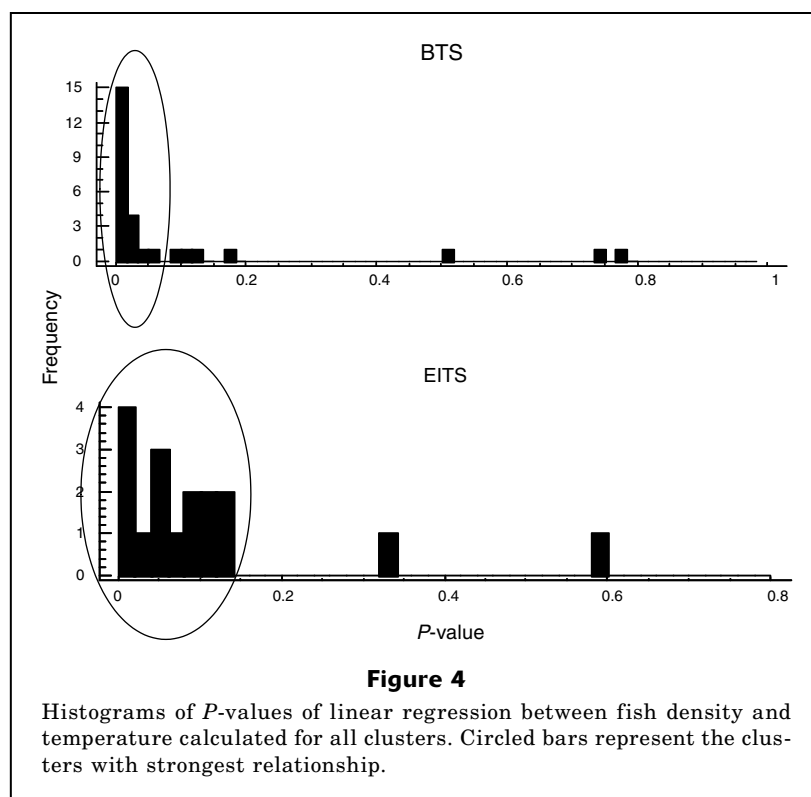 BTS
15
12
9
6
3
0
0 0.2 0.4 0.6 0.8 1
Frequency
EITS
4
3
2
1
0
0 0.2 0.4 0.6 0.8
P-value
Figure 4
Histograms of P-values of linear regression between fish density and
temperature calculated for all clusters. Circled bars represent the clus-
ters with strongest relationship.